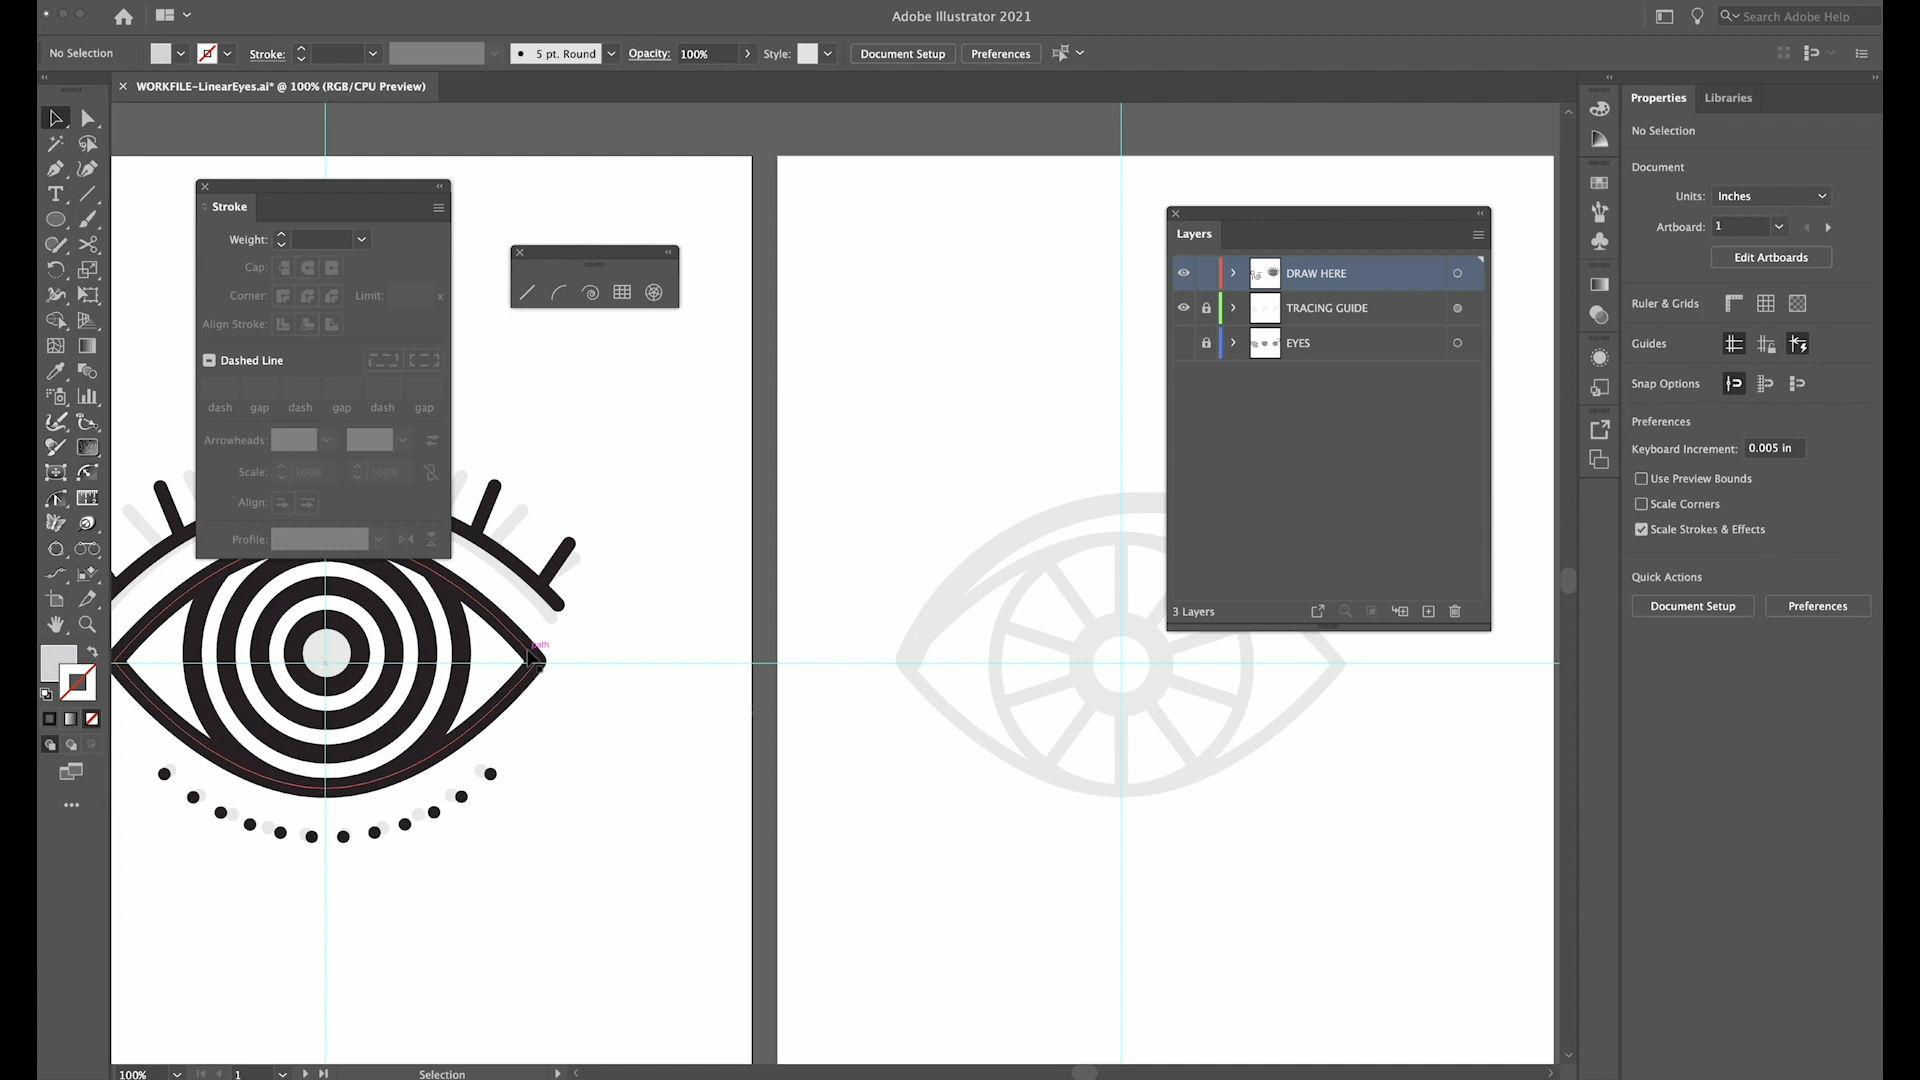 Adobe Illustrator 2021
Search Adobe Help
No Selection
Stroke:
5 pt. Round
Opacity:
100%
Style:
Document Setup
Preferences
WORKFILE-LinearEyes.ai* @ 100% (RGB/CPU Preview)
Stroke
Weight:
Cap:
Corner:
Limit:
x
Align Stroke:
Dashed Line
dash
gap
dash
gap
dash
gap
Arrowheads:
Scale:
100%
100%
Align:
Profile:
path
Layers
DRAW HERE
TRACING GUIDE
EYES
3 Layers
Properties
Libraries
No Selection
Document
Units:
Inches
Artboard:
1
Edit Artboards
Ruler & Grids
Guides
Snap Options
Preferences
Keyboard Increment:
0.005 in
Use Preview Bounds
Scale Corners
Scale Strokes & Effects
Quick Actions
Document Setup
Preferences
100%
1
Selection